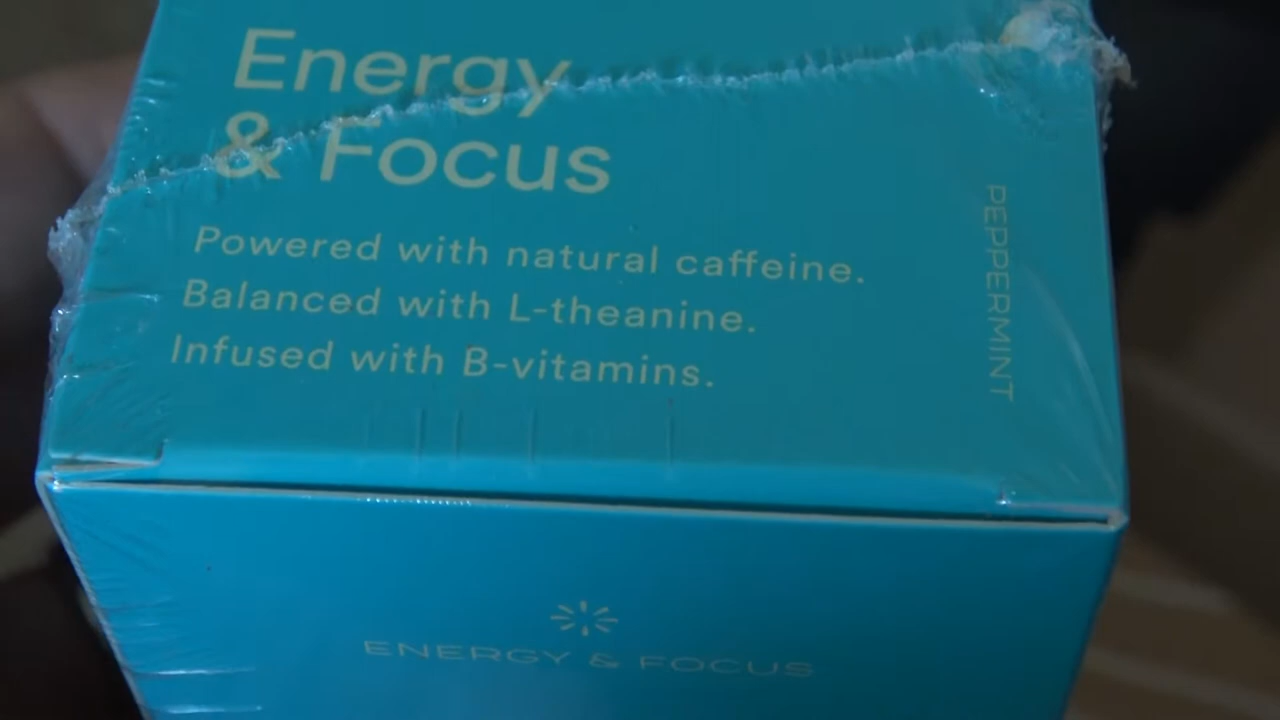 Energy
& Focus
Powered with natural caffeine.
Balanced with L-theanine.
Infused with B-vitamins.
PEPPERMINT
ENERGY & FOCUS